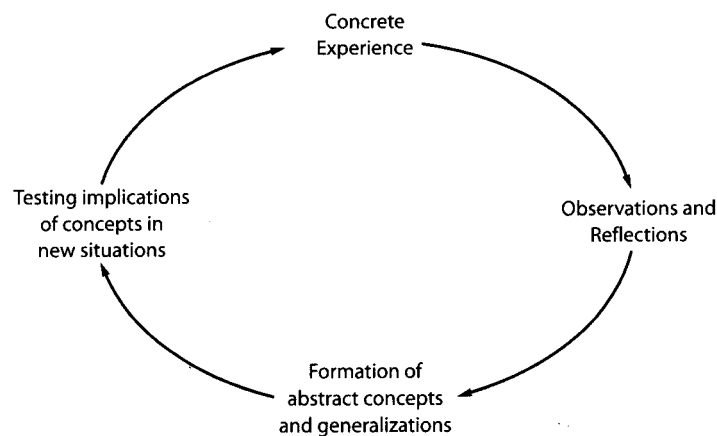 Concrete
Experience
Testing implications
of concepts in
new situations
Observations and
Reflections
Formation of
abstract concepts
and generalizations